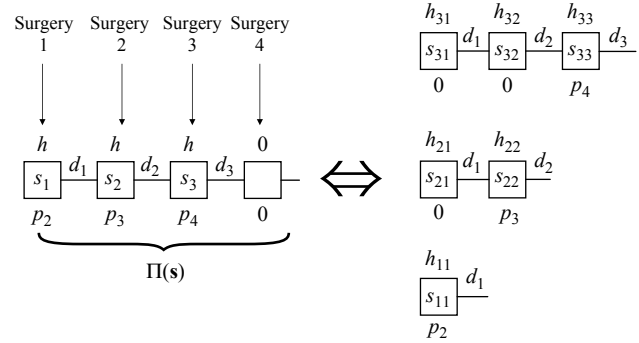 Surgery Surgery Surgery Surgery
1 2 3 4
h h h 0
d1 d2 d3
s1 s2 s3
p2 p3 p4 0
Π(s)
h31 h32 h33
d1 d2 d3
s31 s32 s33
0 0 p4
h21 h22
d1 d2
s21 s22
0 p3
h11
d1
s11
p2